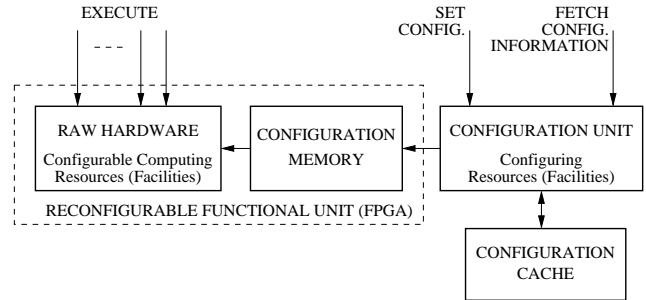 EXECUTE
SET
CONFIG.
FETCH
CONFIG.
INFORMATION
RAW HARDWARE
Configurable Computing
Resources (Facilities)
CONFIGURATION
MEMORY
CONFIGURATION UNIT
Configuring
Resources (Facilities)
RECONFIGURABLE FUNCTIONAL UNIT (FPGA)
CONFIGURATION
CACHE